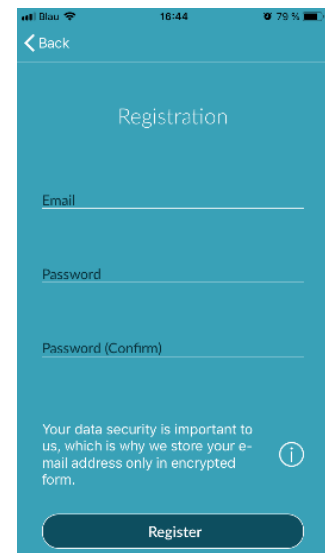 Blau 16:44 79 %
Back
Registration
Email
Password
Password (Confirm)
Your data security is important to
us, which is why we store your e-
mail address only in encrypted
form.
Register